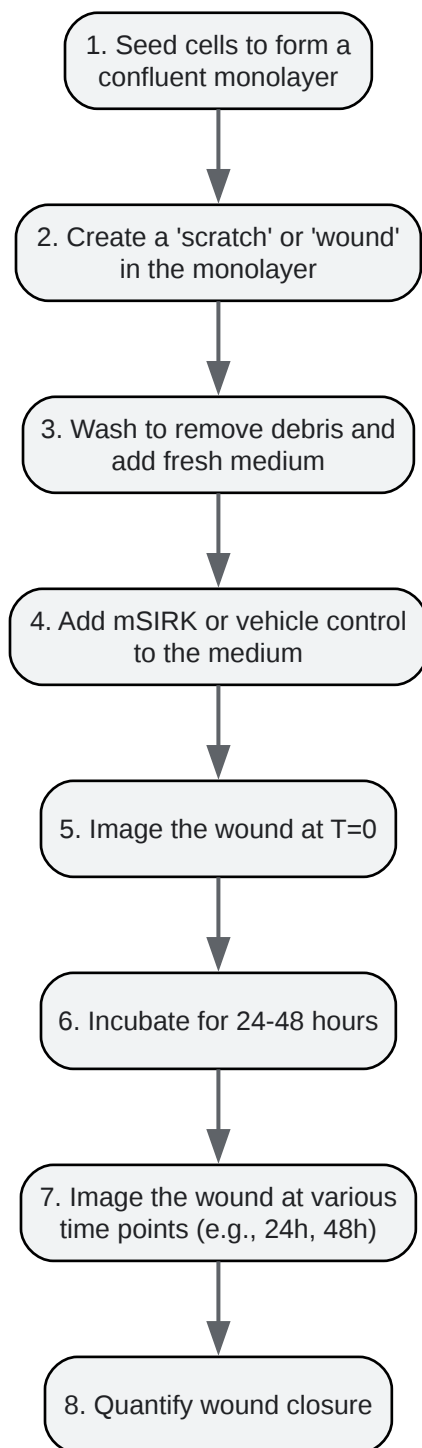 1. Seed cells to form a
confluent monolayer
2. Create a 'scratch' or 'wound'
in the monolayer
3. Wash to remove debris and
add fresh medium
4. Add mSIRK or vehicle control
to the medium
5. Image the wound at T=0
6. Incubate for 24-48 hours
7. Image the wound at various
time points (e.g., 24h, 48h)
8. Quantify wound closure